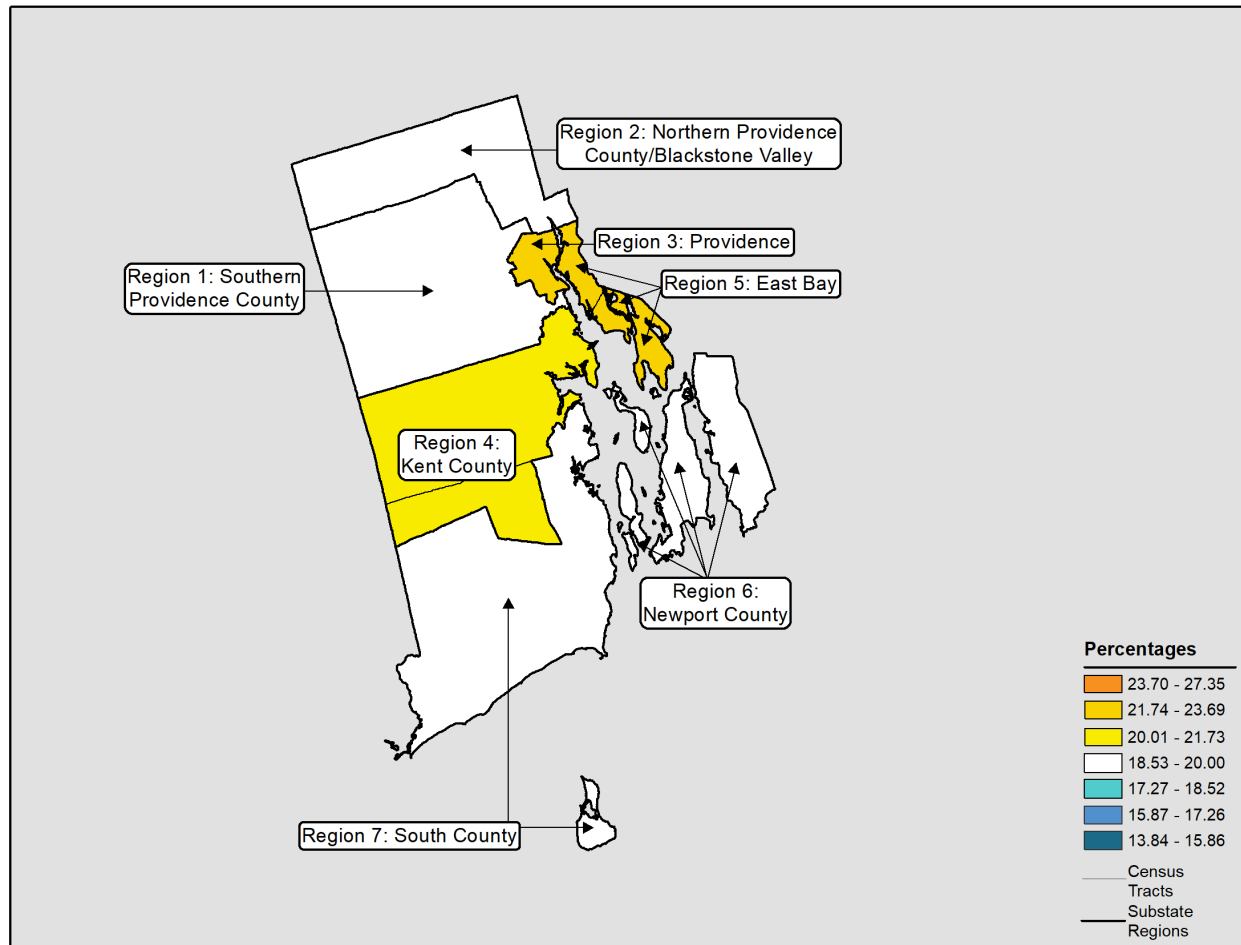 Region 2: Northern Providence
County/Blackstone Valley
Region 3: Providence
Region 1: Southern
Providence County
Region 5: East Bay
Region 4:
Kent County
Region 6:
Newport County
Region 7: South County
Percentages
23.70 - 27.35
21.74 - 23.69
20.01 - 21.73
18.53 - 20.00
17.27 - 18.52
15.87 - 17.26
13.84 - 15.86
Census
Tracts
Substate
Regions